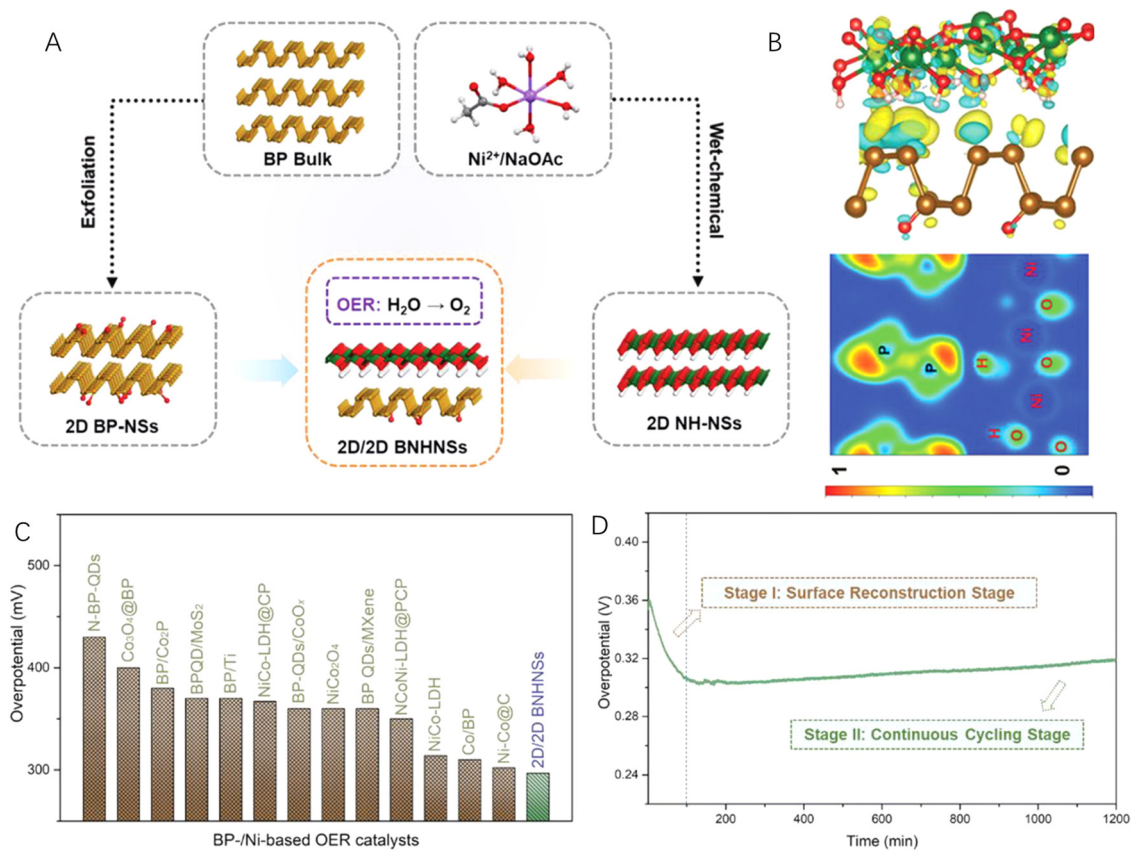 A
BP Bulk
Ni²⁺/NaOAc
Exfoliation
Wet-chemical
OER: H₂O → O₂
2D BP-NSs
2D/2D BNHNSs
2D NH-NSs
B
Ni
O
P
Ni
P
H
O
Ni
H
O
O
1
0
C
Overpotential (mV)
500
400
300
N-BP-QDs
Co₃O₄@BP
BP/Co₂P
BPQD/MoS₂
BP/Ti
NiCo-LDH@CP
BP-QDs/CoOₓ
NiCo₂O₄
BP QDs/MXene
NCoNi-LDH@PCP
NiCo-LDH
Co/BP
Ni-Co@C
2D/2D BNHNSs
BP-/Ni-based OER catalysts
D
Overpotential (V)
0.40
0.36
0.32
0.28
0.24
Stage I: Surface Reconstruction Stage
Stage II: Continuous Cycling Stage
200
400
600
800
1000
1200
Time (min)